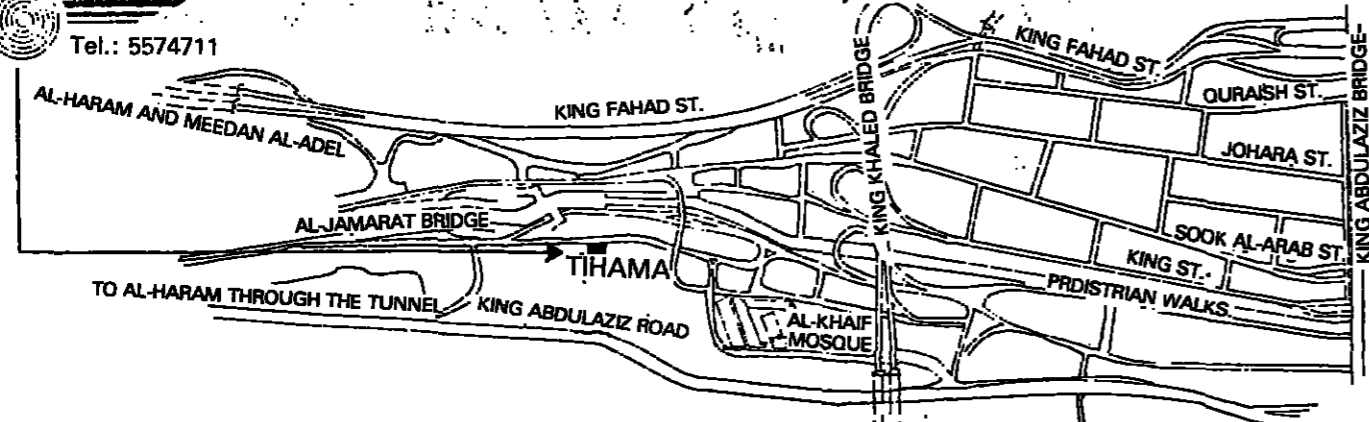 Tel.: 5574711
KING FAHAD ST.
AL-HARAM AND MEEDAN AL-ADEL
KING FAHAD ST.
QURAISH ST.
KING KHALED BRIDGE
JOHARA ST.
KING ABDULAZIZ BRIDGE-
AL-JAMARAT BRIDGE
SOOK AL-ARAB ST.
TIHAMA
KING ST.
PRDISTRIAN WALKS
TO AL-HARAM THROUGH THE TUNNEL
KING ABDULAZIZ ROAD
AL-KHAIF
MOSQUE